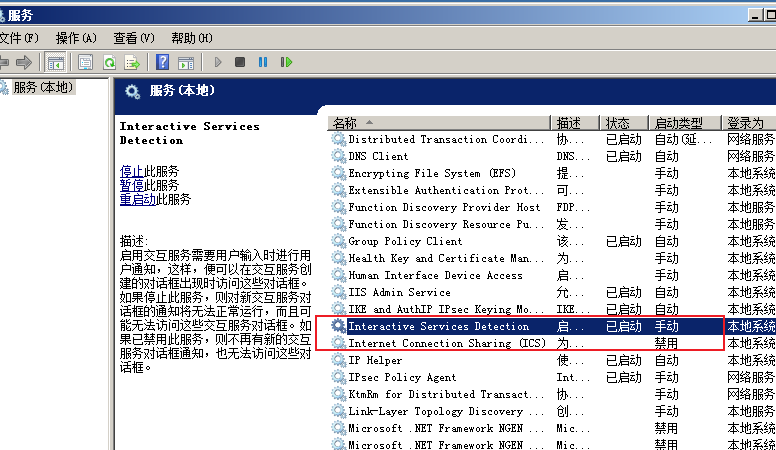 服务
文件(F) 操作(A) 查看(V) 帮助(H)
服务(本地)
服务(本地)
Interactive Services
Detection
停止此服务
暂停此服务
重启动此服务
描述:
启用交互服务需要用户输入时进行用
户通知，这样，便可以在交互服务创
建的对话框出现时访问这些对话框。
如果停止此服务，则对新交互服务对
话框的通知将无法正常运行，而且可
能无法访问这些交互服务对话框。如
果已禁用此服务，则不再有新的交互
服务对话框通知，也无法访问这些对
话框。
名称 描述 状态 启动类型 登录为
Distributed Transaction Coordi... 协... 已启动 自动(延... 网络服务
DNS Client DNS... 已启动 自动 网络服务
Encrypting File System (EFS) 提... 手动 本地系统
Extensible Authentication Prot... 可... 手动 本地系统
Function Discovery Provider Host FDP... 手动 本地服务
Function Discovery Resource Pu... 发... 手动 本地服务
Group Policy Client 该... 已启动 自动 本地系统
Health Key and Certificate Man... 为... 手动 本地系统
Human Interface Device Access 启... 手动 本地系统
IIS Admin Service 允... 已启动 自动 本地系统
IKE and AuthIP IPsec Keying Mo... IKE... 已启动 自动 本地系统
Interactive Services Detection 启... 已启动 手动 本地系统
Internet Connection Sharing (ICS) 为... 禁用 本地系统
IP Helper 使... 已启动 自动 本地系统
IPsec Policy Agent Int... 已启动 手动 网络服务
KtmRm for Distributed Transact... 协... 手动 网络服务
Link-Layer Topology Discovery ... 创... 手动 本地服务
Microsoft .NET Framework NGEN ... Mic... 禁用 本地系统
Microsoft .NET Framework NGEN ... Mic... 禁用 本地系统